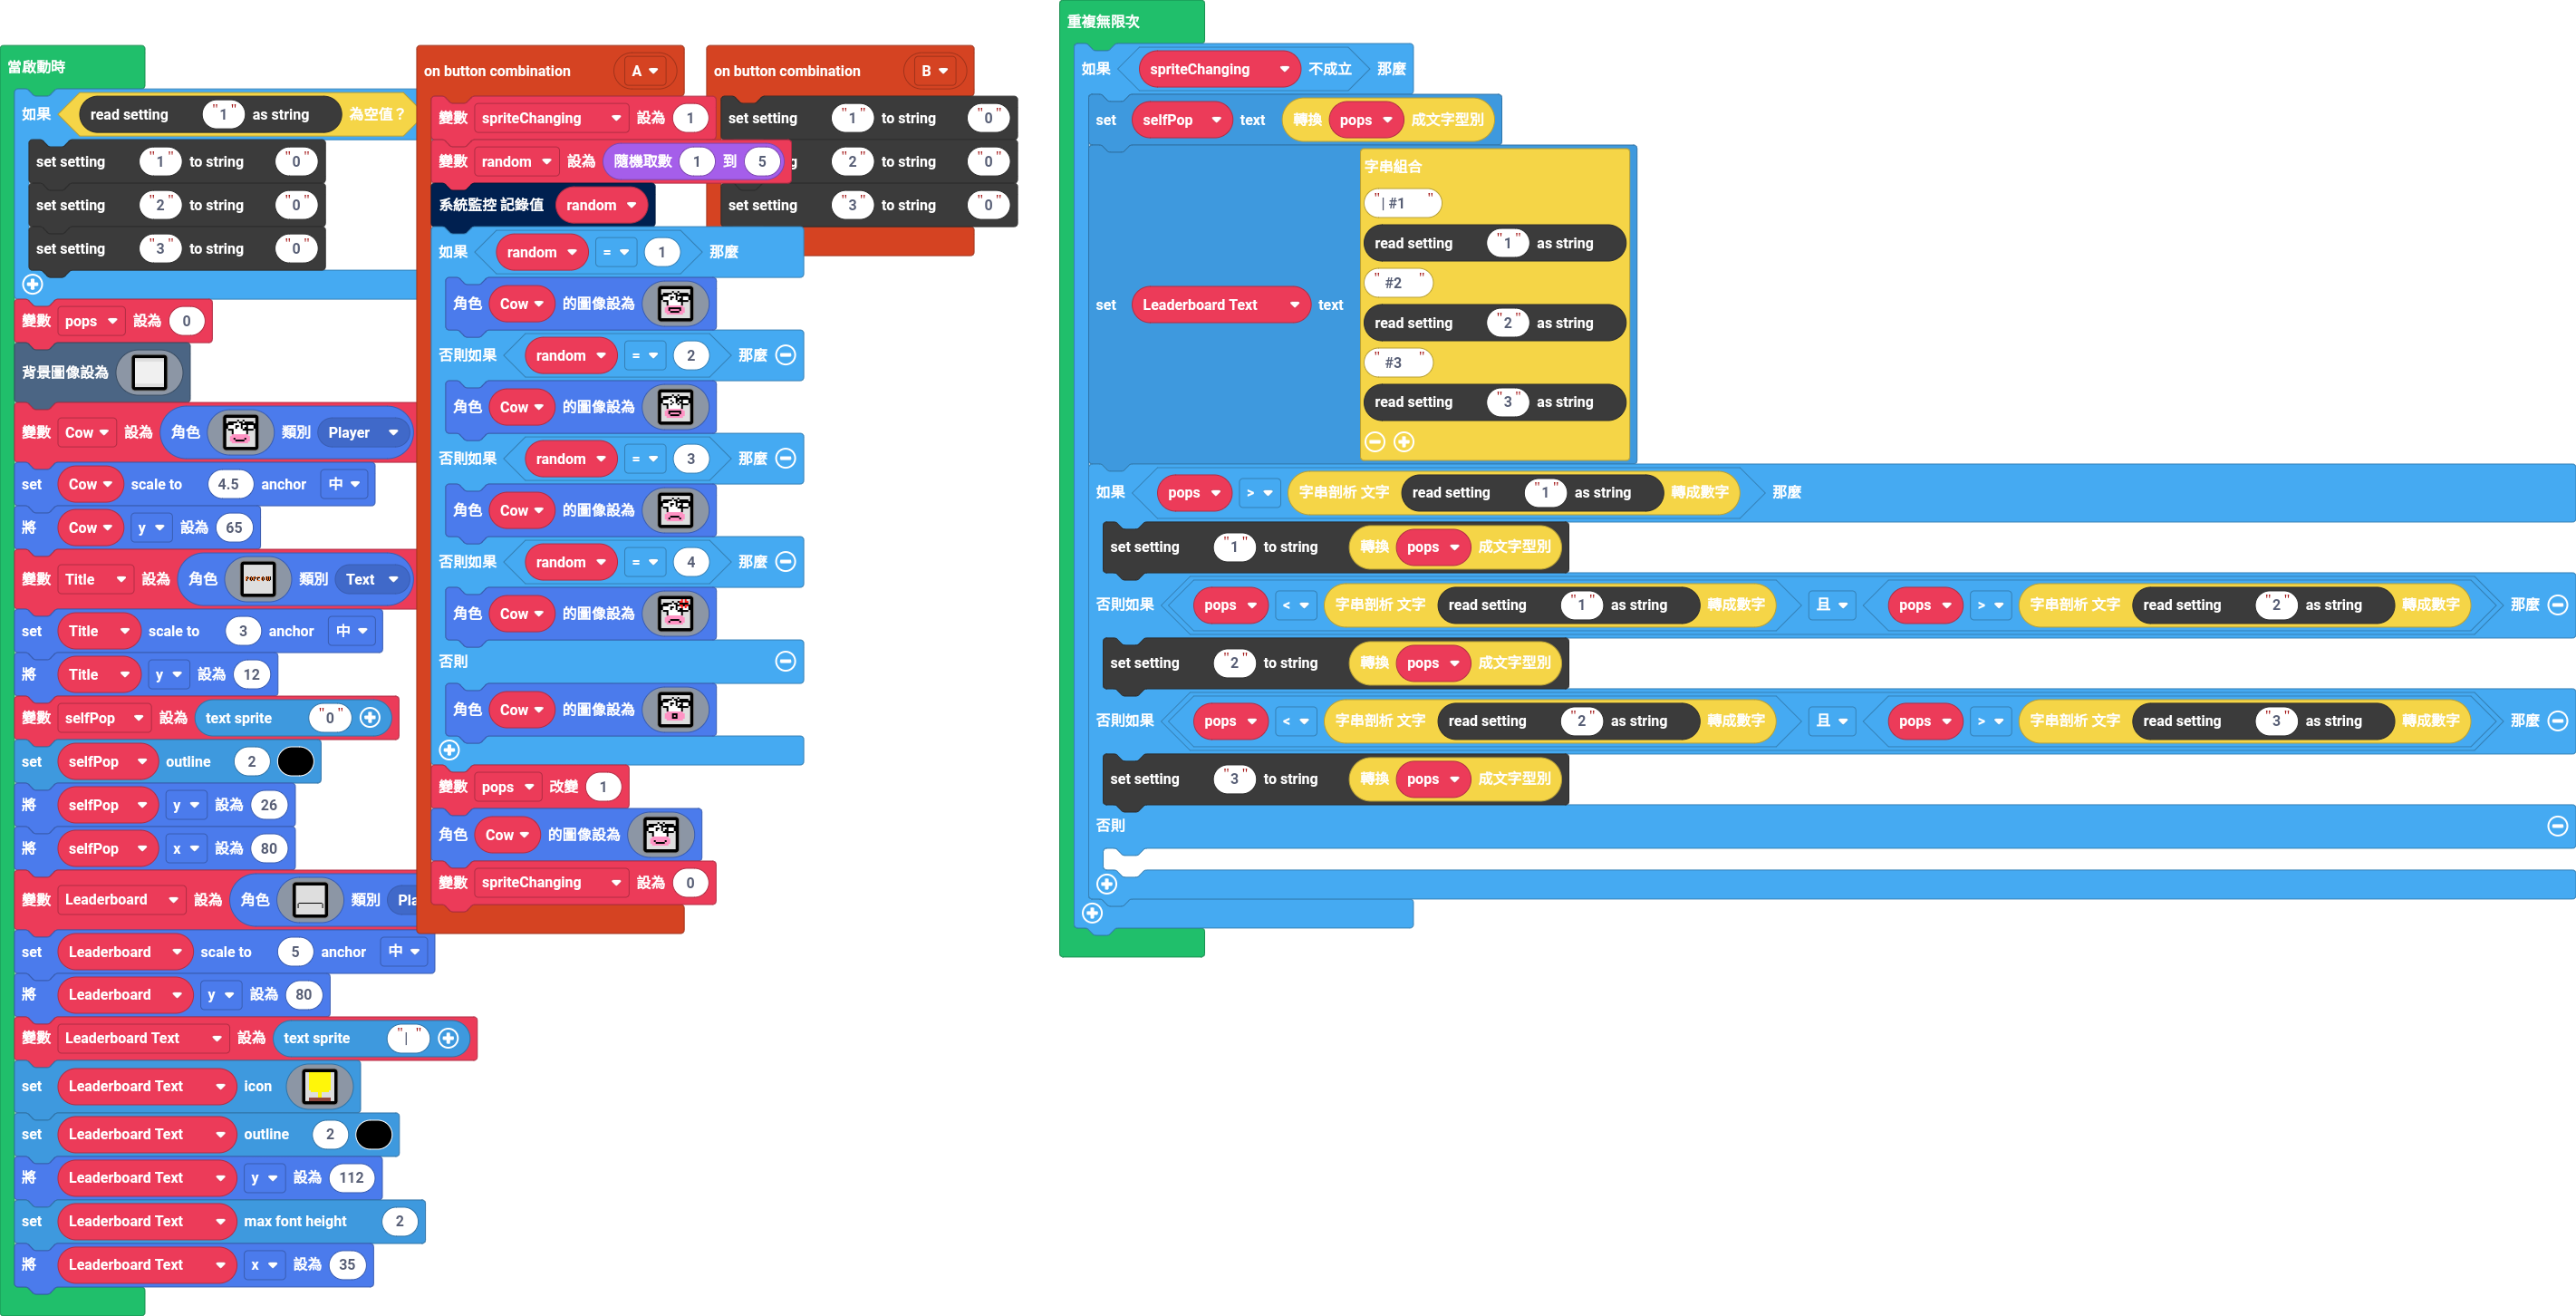 當啟動時
如果 read setting "1" as string 為空值？
set setting "1" to string "0"
set setting "2" to string "0"
set setting "3" to string "0"
變數 pops 設為 0
背景圖像設為
變數 Cow 設為 角色 類別 Player
set Cow scale to 4.5 anchor 中
將 Cow y 設為 65
變數 Title 設為 角色 POPCOW 類別 Text
set Title scale to 3 anchor 中
將 Title y 設為 12
變數 selfPop 設為 text sprite "0"
set selfPop outline 2
將 selfPop y 設為 26
將 selfPop x 設為 80
變數 Leaderboard 設為 角色 類別 Pla
set Leaderboard scale to 5 anchor 中
將 Leaderboard y 設為 80
變數 Leaderboard Text 設為 text sprite "|"
set Leaderboard Text icon
set Leaderboard Text outline 2
將 Leaderboard Text y 設為 112
set Leaderboard Text max font height 2
將 Leaderboard Text x 設為 35
on button combination A
變數 spriteChanging 設為 1
變數 random 設為 隨機取數 1 到 5
系統監控 記錄值 random
如果 random = 1 那麼
角色 Cow 的圖像設為
否則如果 random = 2 那麼
角色 Cow 的圖像設為
否則如果 random = 3 那麼
角色 Cow 的圖像設為
否則如果 random = 4 那麼
角色 Cow 的圖像設為
否則
角色 Cow 的圖像設為
變數 pops 改變 1
角色 Cow 的圖像設為
變數 spriteChanging 設為 0
on button combination B
set setting "1" to string "0"
g "2" to string "0"
set setting "3" to string "0"
重複無限次
如果 spriteChanging 不成立 那麼
set selfPop text 轉換 pops 成文字型別
set Leaderboard Text text 字串組合
"| #1 "
read setting "1" as string
" #2 "
read setting "2" as string
" #3 "
read setting "3" as string
如果 pops > 字串剖析 文字 read setting "1" as string 轉成數字 那麼
set setting "1" to string 轉換 pops 成文字型別
否則如果 pops < 字串剖析 文字 read setting "1" as string 轉成數字 且 pops > 字串剖析 文字 read setting "2" as string 轉成數字 那麼
set setting "2" to string 轉換 pops 成文字型別
否則如果 pops < 字串剖析 文字 read setting "2" as string 轉成數字 且 pops > 字串剖析 文字 read setting "3" as string 轉成數字 那麼
set setting "3" to string 轉換 pops 成文字型別
否則